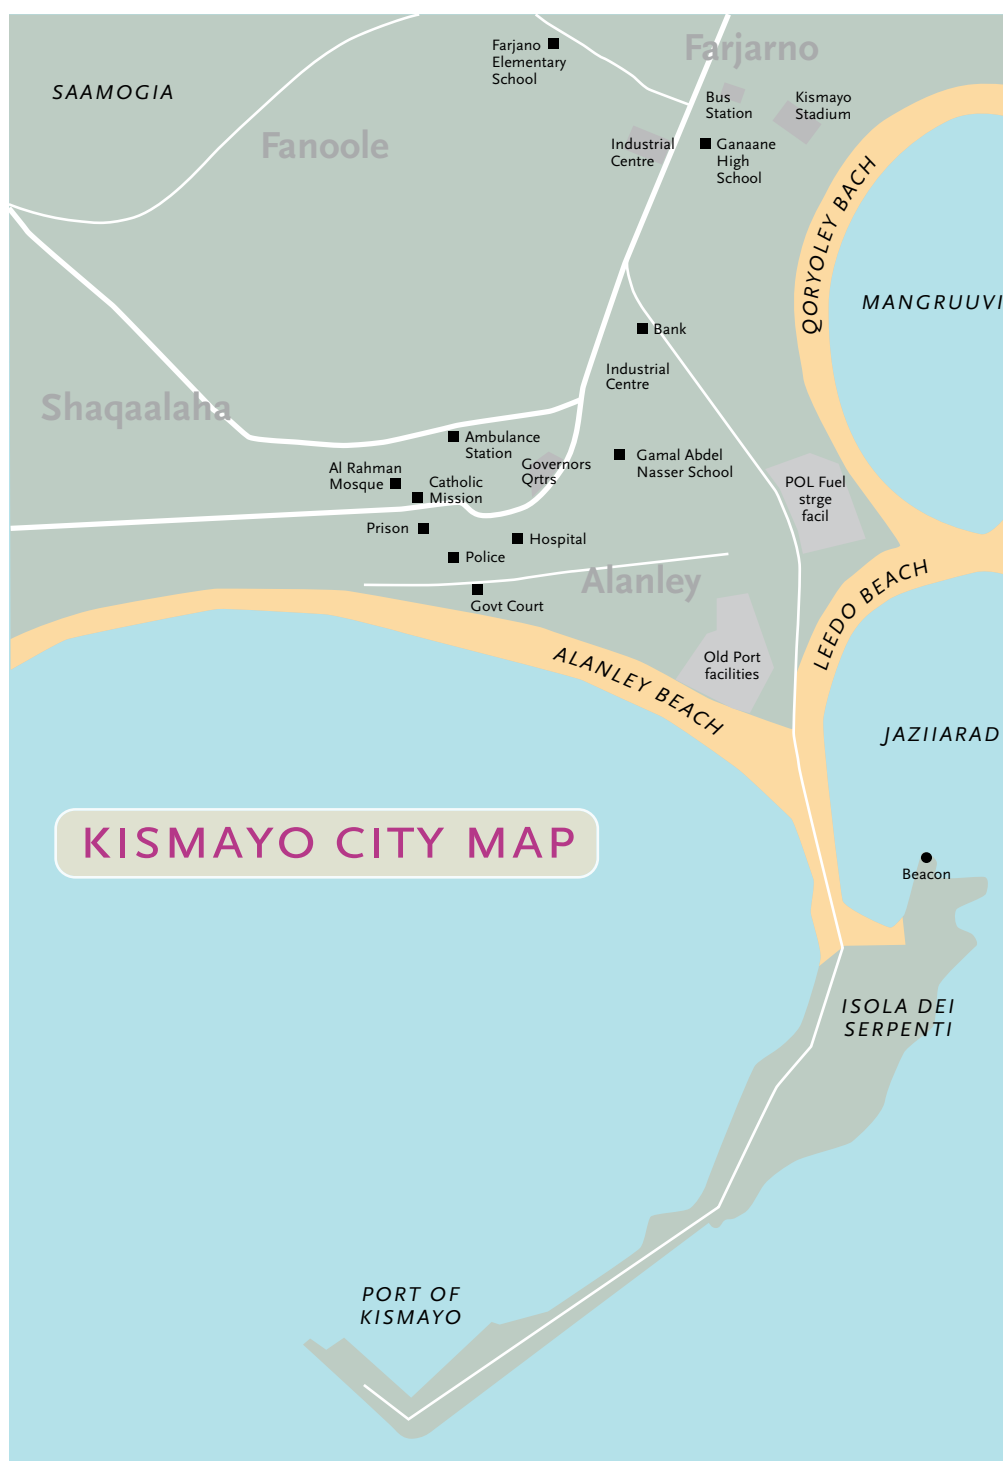 Farjano
Elementary
School
Farjarno
SAAMOGIA
Bus
Station
Kismayo
Stadium
Fanoole
Industrial
Centre
Ganaane
High
School
QORYOLEY BACH
MANGRUUVI
Bank
Industrial
Centre
Shaqaalaha
Ambulance
Station
Gamal Abdel
Nasser School
Governors
Qrtrs
Al Rahman
Mosque
Catholic
Mission
POL Fuel
strge
facil
Prison
Hospital
Police
Alanley
LEEDO BEACH
Govt Court
ALANLEY BEACH
Old Port
facilities
JAZIIARAD
KISMAYO CITY MAP
Beacon
ISOLA DEI
SERPENTI
PORT OF
KISMAYO